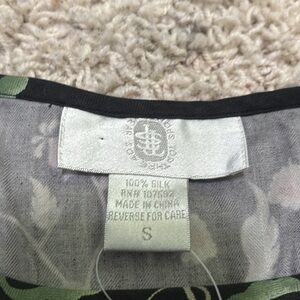 100% SILK
RN# 107592
MADE IN CHINA
REVERSE FOR CARE
S